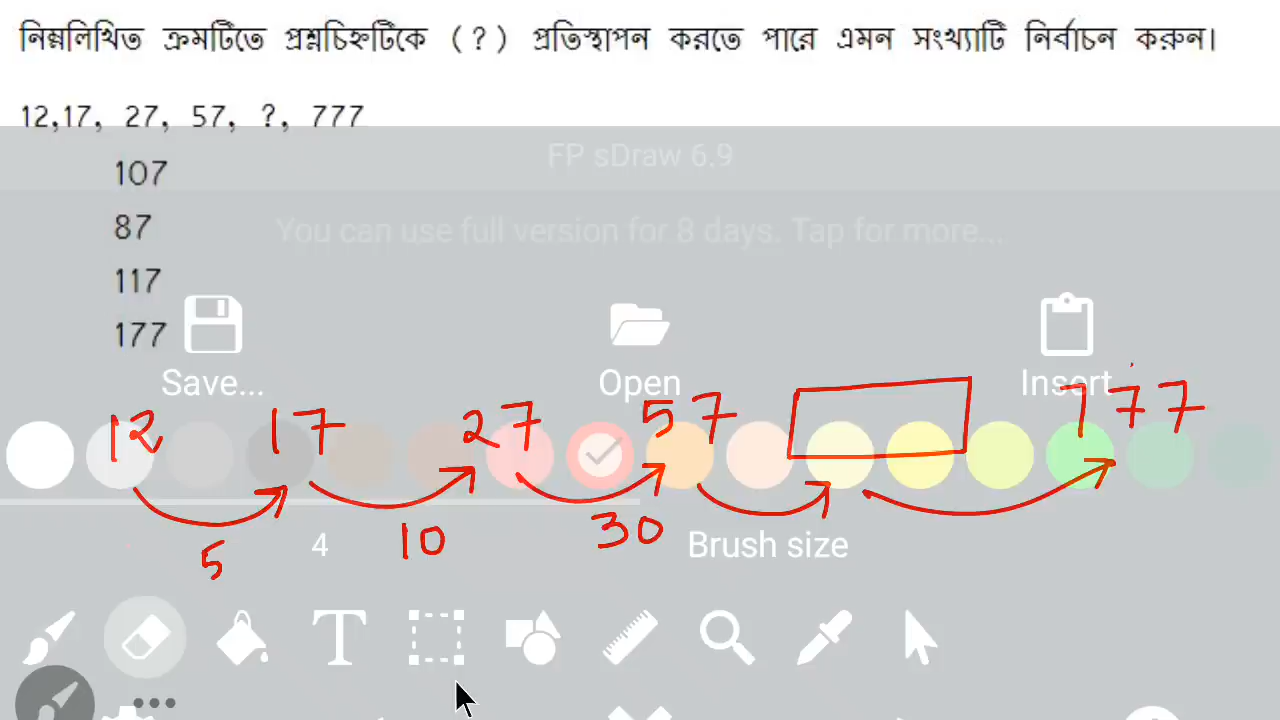 নিম্নলিখিত ক্রমটিতে প্রশ্নচিহ্নটিকে (?) প্রতিস্থাপন করতে পারে এমন সংখ্যাটি নির্বাচন করুন।
12,17, 27, 57, ?, 777
FP sDraw 6.9
107
You can use full version for 8 days. Tap for more...
87
117
177
Save... Open Insert
12 17 27 57 777
5 10 30
4 Brush size
T